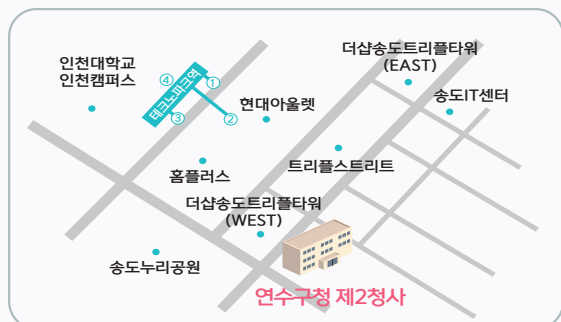 더샵송도트리플타워
(EAST)
인천대학교
인천캠퍼스
④
①
테크노파크역
③
②
현대아울렛
송도IT센터
홈플러스
트리플스트리트
더샵송도트리플타워
(WEST)
송도누리공원
연수구청 제2청사